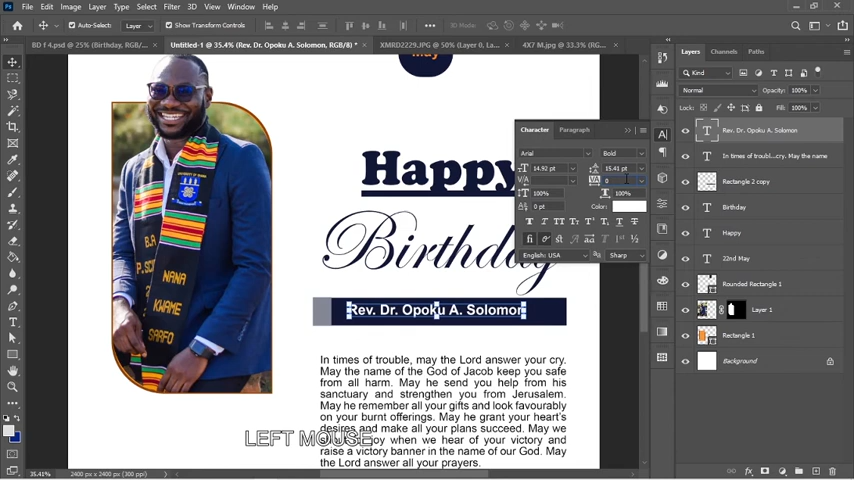 File Edit Image Layer Type Select Filter 3D View Window Help
Auto-Select: Layer Show Transform Controls 3D Mode:
BD f 4.psd @ 25% (Birthday, RGB/8) * Untitled-1 @ 35.4% (Rev. Dr. Opoku A. Solomon, RGB/8) * XMRD2229.JPG @ 50% (Layer 0, La... 4X7 M.jpg @ 33.3% (RG...
Happy
Birthday
Rev. Dr. Opoku A. Solomon
In times of trouble, may the Lord answer your cry.
May the name of the God of Jacob keep you safe
from all harm. May he send you help from his
sanctuary and strengthen you from Jerusalem.
May he remember all your gifts and look favourably
on your burnt offerings. May he grant your heart's
desires and make all your plans succeed. May we
joy when we hear of your victory and
raise a victory banner in the name of our God. May
the Lord answer all your prayers.
B.A
P.SCI
NANA
KWAME
SAAFO
LEFT MOUSE
Character Paragraph
Arial Bold
14.92 pt 15.41 pt
0
100% 100%
0 pt Color:
English: USA Sharp
Layers Channels Paths
Kind
Normal Opacity: 100%
Lock: Fill: 100%
Rev. Dr. Opoku A. Solomon
In times of troubl...cry. May the name
Rectangle 2 copy
Birthday
Happy
22nd May
Rounded Rectangle 1
Layer 1
Rectangle 1
Background
35.41% 2400 px x 2400 px (300 ppi)